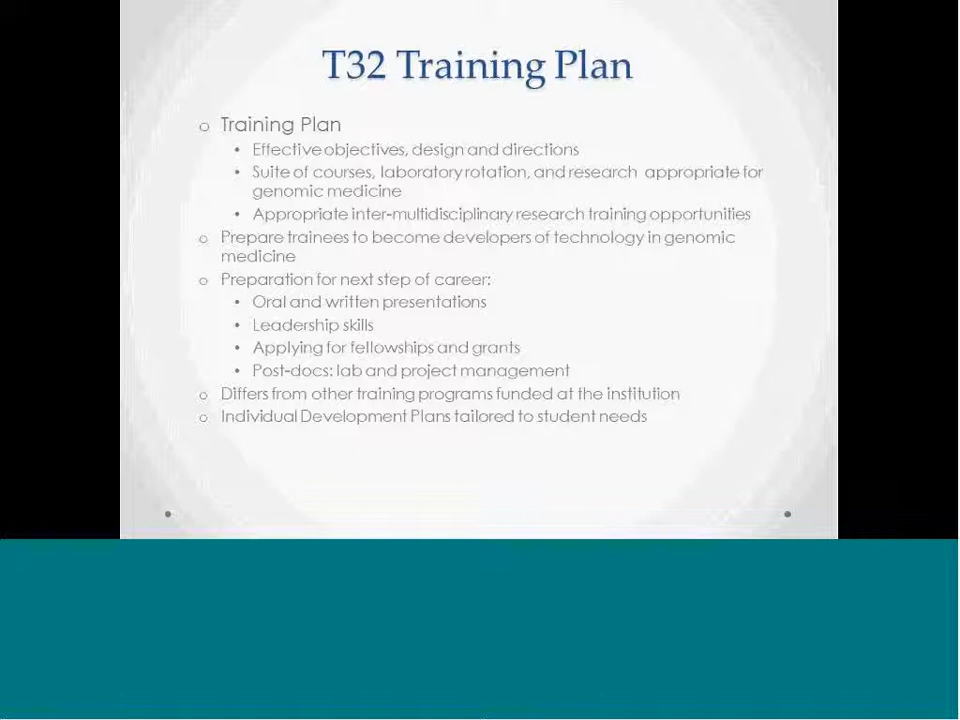 T32 Training Plan
o Training Plan
• Effective objectives, design and directions
• Suite of courses, laboratory rotation, and research appropriate for
genomic medicine
• Appropriate inter-multidisciplinary research training opportunities
o Prepare trainees to become developers of technology in genomic
medicine
o Preparation for next step of career:
• Oral and written presentations
• Leadership skills
• Applying for fellowships and grants
• Post-docs: lab and project management
o Differs from other training programs funded at the institution
o Individual Development Plans tailored to student needs